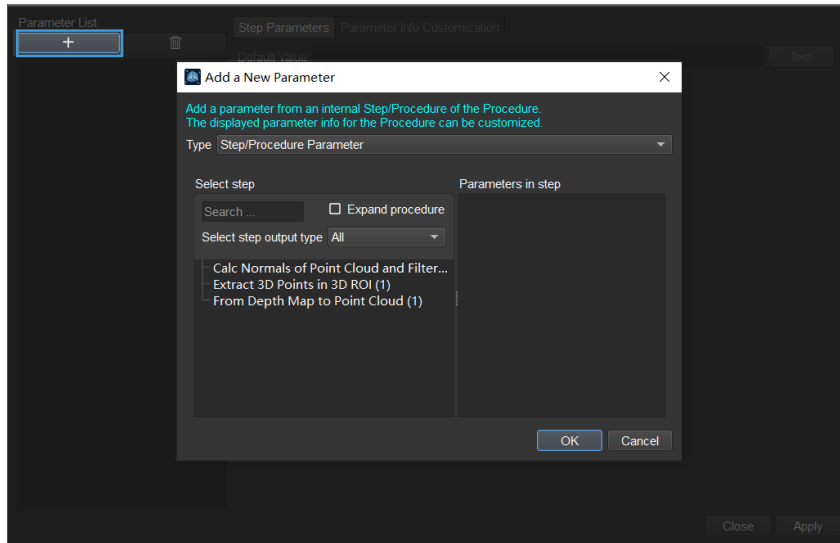 Parameter List
Step Parameters Parameter Info Customization
+
Default Value
Test
Add a New Parameter
Add a parameter from an internal Step/Procedure of the Procedure.
The displayed parameter info for the Procedure can be customized.
Type Step/Procedure Parameter
Select step
Parameters in step
Search ...
Expand procedure
Select step output type All
Calc Normals of Point Cloud and Filter...
Extract 3D Points in 3D ROI (1)
From Depth Map to Point Cloud (1)
OK Cancel
Close Apply